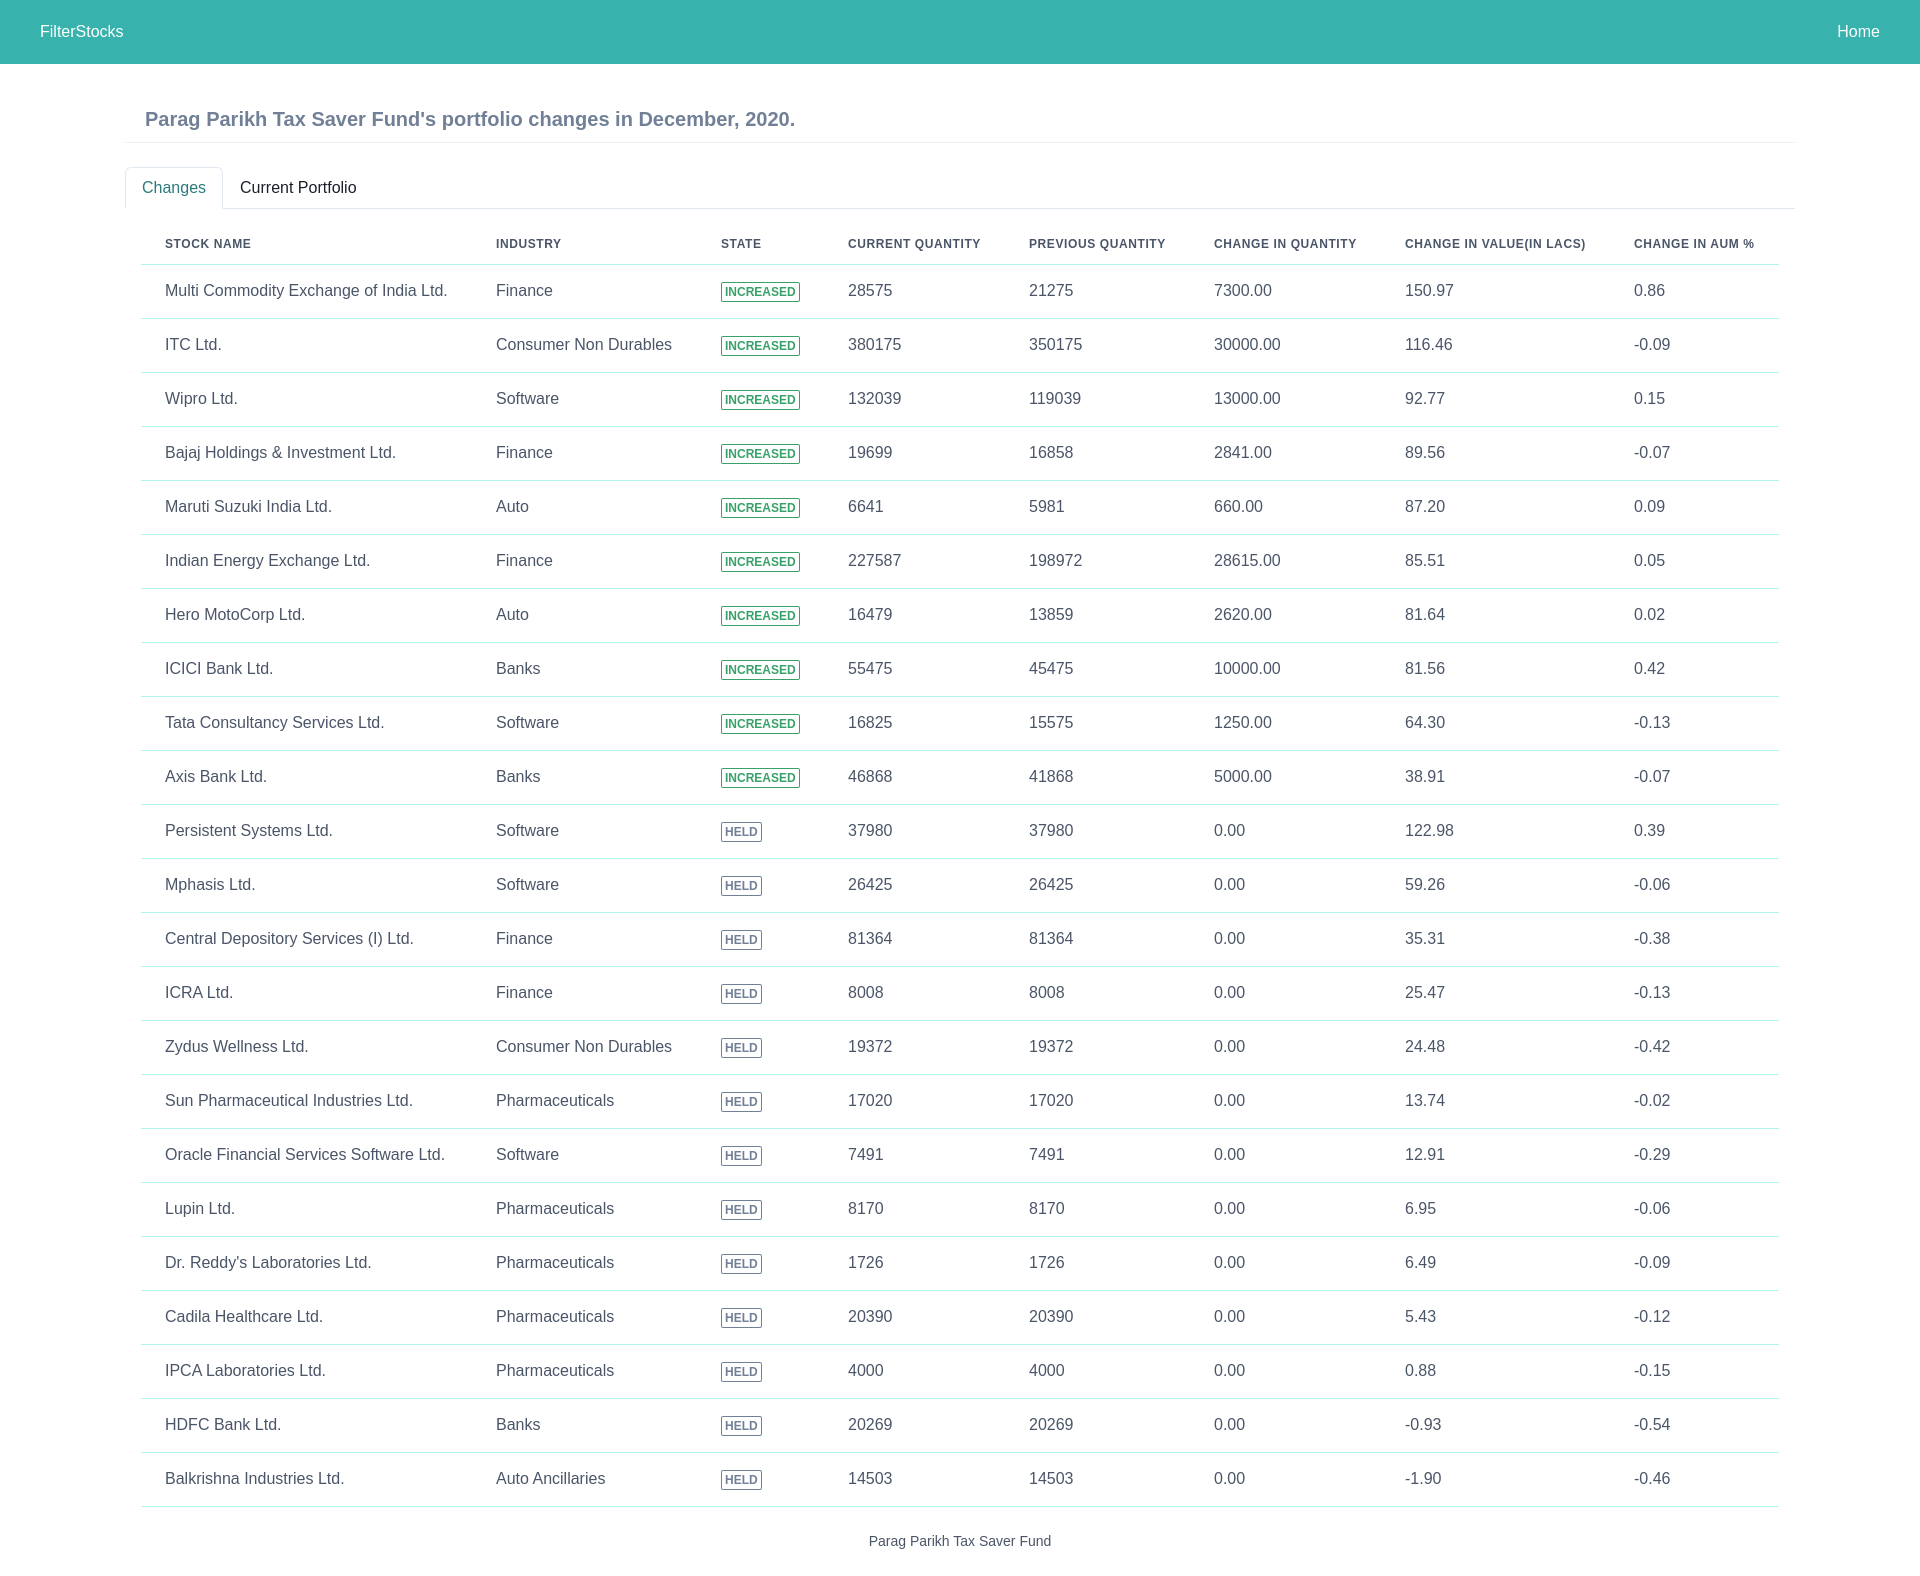 FilterStocks Home
Parag Parikh Tax Saver Fund's portfolio changes in December, 2020.
Changes Current Portfolio
STOCK NAME INDUSTRY STATE CURRENT QUANTITY PREVIOUS QUANTITY CHANGE IN QUANTITY CHANGE IN VALUE(IN LACS) CHANGE IN AUM %
Multi Commodity Exchange of India Ltd. Finance INCREASED 28575 21275 7300.00 150.97 0.86
ITC Ltd. Consumer Non Durables INCREASED 380175 350175 30000.00 116.46 -0.09
Wipro Ltd. Software INCREASED 132039 119039 13000.00 92.77 0.15
Bajaj Holdings & Investment Ltd. Finance INCREASED 19699 16858 2841.00 89.56 -0.07
Maruti Suzuki India Ltd. Auto INCREASED 6641 5981 660.00 87.20 0.09
Indian Energy Exchange Ltd. Finance INCREASED 227587 198972 28615.00 85.51 0.05
Hero MotoCorp Ltd. Auto INCREASED 16479 13859 2620.00 81.64 0.02
ICICI Bank Ltd. Banks INCREASED 55475 45475 10000.00 81.56 0.42
Tata Consultancy Services Ltd. Software INCREASED 16825 15575 1250.00 64.30 -0.13
Axis Bank Ltd. Banks INCREASED 46868 41868 5000.00 38.91 -0.07
Persistent Systems Ltd. Software HELD 37980 37980 0.00 122.98 0.39
Mphasis Ltd. Software HELD 26425 26425 0.00 59.26 -0.06
Central Depository Services (I) Ltd. Finance HELD 81364 81364 0.00 35.31 -0.38
ICRA Ltd. Finance HELD 8008 8008 0.00 25.47 -0.13
Zydus Wellness Ltd. Consumer Non Durables HELD 19372 19372 0.00 24.48 -0.42
Sun Pharmaceutical Industries Ltd. Pharmaceuticals HELD 17020 17020 0.00 13.74 -0.02
Oracle Financial Services Software Ltd. Software HELD 7491 7491 0.00 12.91 -0.29
Lupin Ltd. Pharmaceuticals HELD 8170 8170 0.00 6.95 -0.06
Dr. Reddy's Laboratories Ltd. Pharmaceuticals HELD 1726 1726 0.00 6.49 -0.09
Cadila Healthcare Ltd. Pharmaceuticals HELD 20390 20390 0.00 5.43 -0.12
IPCA Laboratories Ltd. Pharmaceuticals HELD 4000 4000 0.00 0.88 -0.15
HDFC Bank Ltd. Banks HELD 20269 20269 0.00 -0.93 -0.54
Balkrishna Industries Ltd. Auto Ancillaries HELD 14503 14503 0.00 -1.90 -0.46
Parag Parikh Tax Saver Fund